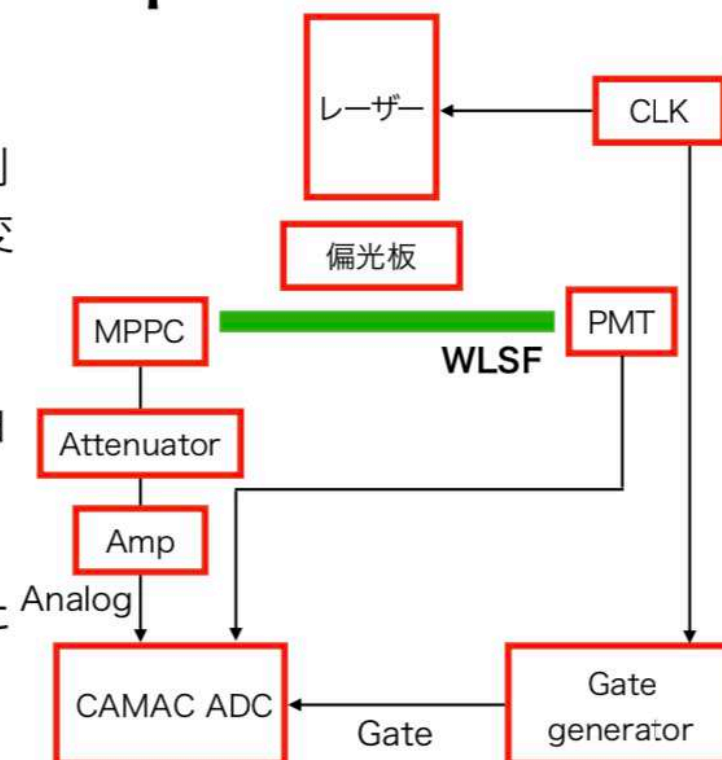 レーザー
CLK
偏光板
MPPC
PMT
WLSF
Attenuator
Amp
Analog
CAMAC ADC
Gate
Gate
generator